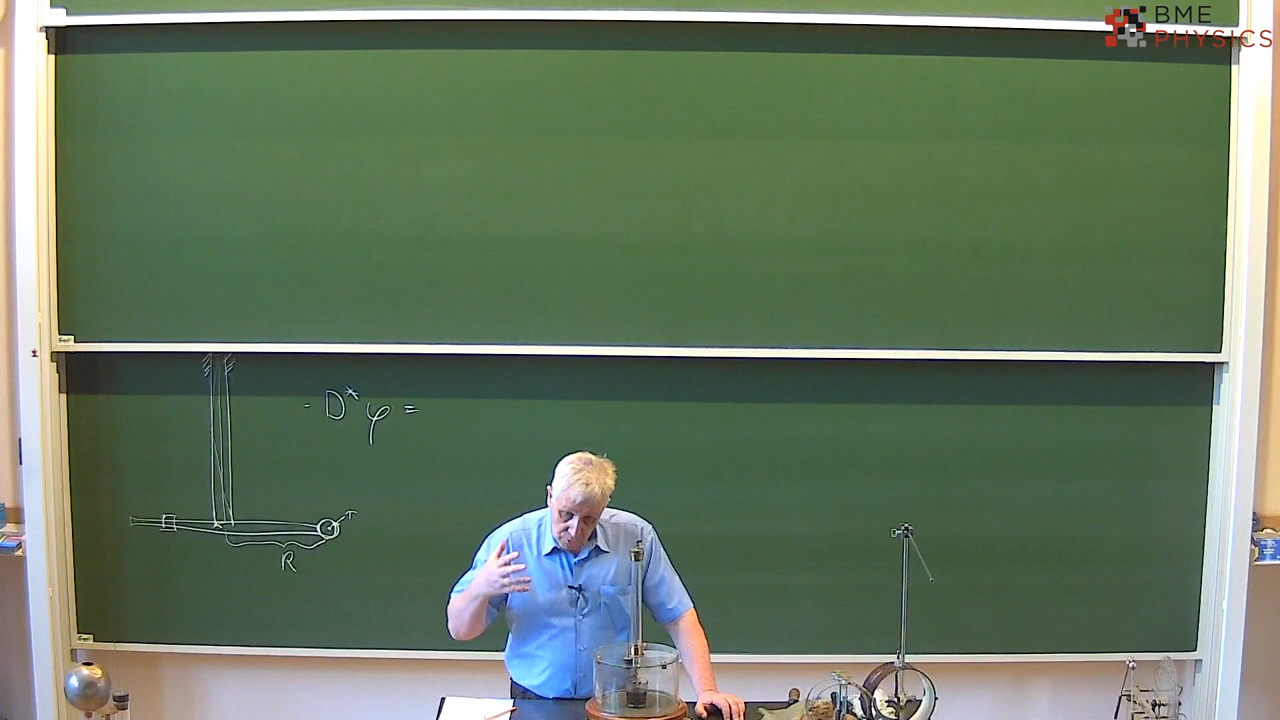 BME
PHYSICS
- D* φ =
r
R